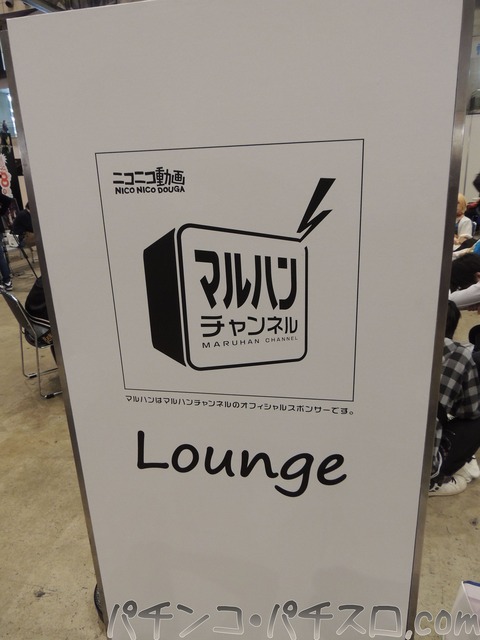 ニコニコ動画
NICO NICO DOUGA
マルハン
チャンネル
MARUHAN CHANNEL
マルハンはマルハンチャンネルのオフィシャルスポンサーです。
Lounge
パチンコ・パチスロ.com